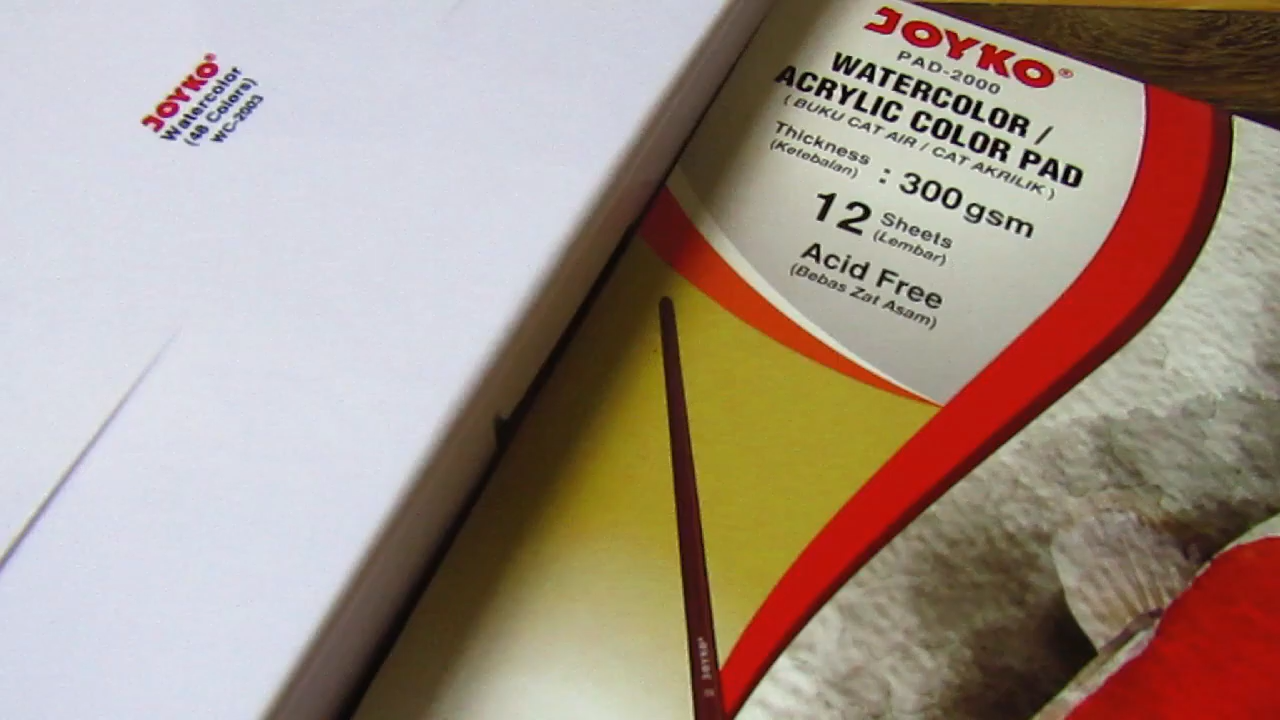 JOYKO®
Watercolor
(48 Colors)
WC-2003
JOYKO®
PAD-2000
WATERCOLOR /
ACRYLIC COLOR PAD
( BUKU CAT AIR / CAT AKRILIK )
Thickness : 300 gsm
(Ketebalan)
12 Sheets
(Lembar)
Acid Free
(Bebas Zat Asam)
JOYKO®